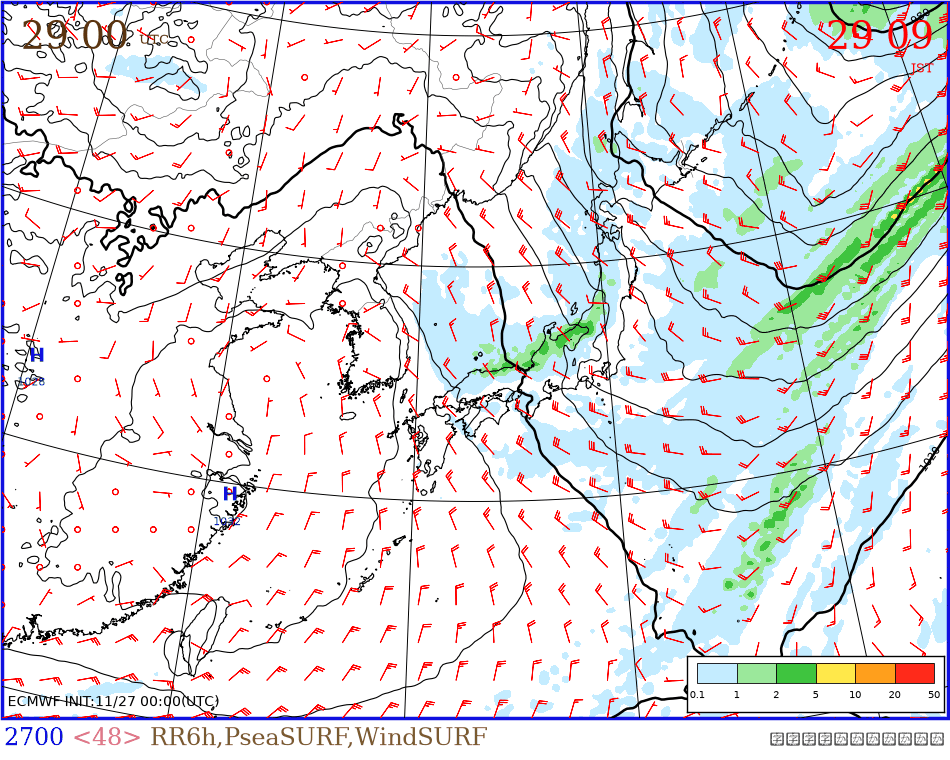 29 00 UTC
29 09
JST
H
1028
1020
H
1032
ECMWF INIT:11/27 00:00(UTC)
0.1 1 2 5 10 20 50
2700 <48> RR6h,PseaSURF,WindSURF